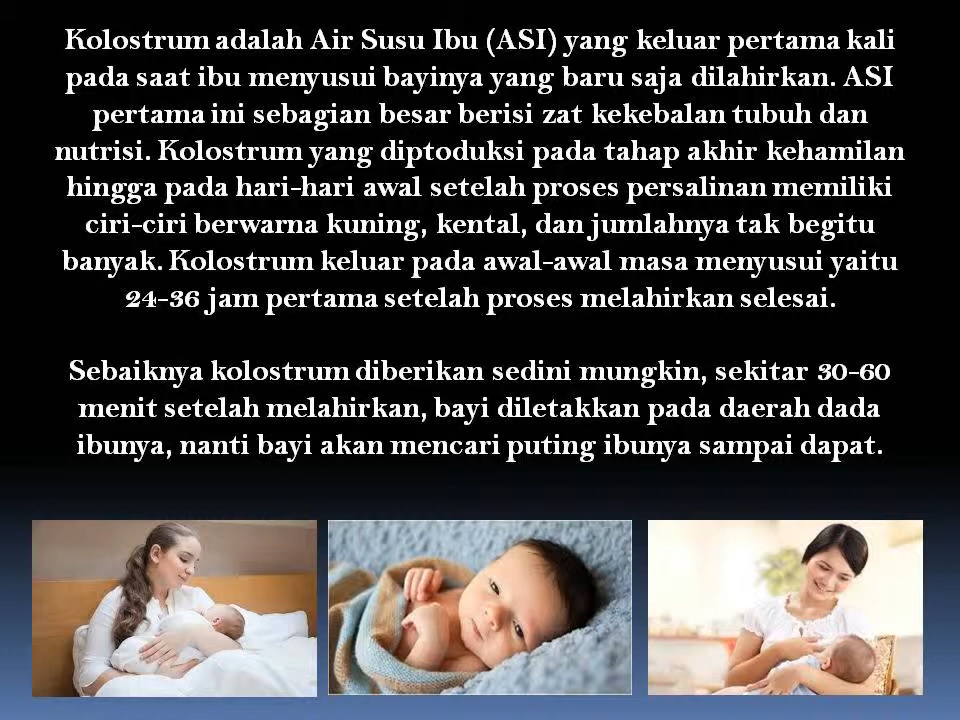 Kolostrum adalah Air Susu Ibu (ASI) yang keluar pertama kali
pada saat ibu menyusui bayinya yang baru saja dilahirkan. ASI
pertama ini sebagian besar berisi zat kekebalan tubuh dan
nutrisi. Kolostrum yang diptoduksi pada tahap akhir kehamilan
hingga pada hari-hari awal setelah proses persalinan memiliki
ciri-ciri berwarna kuning, kental, dan jumlahnya tak begitu
banyak. Kolostrum keluar pada awal-awal masa menyusui yaitu
24-36 jam pertama setelah proses melahirkan selesai.
Sebaiknya kolostrum diberikan sedini mungkin, sekitar 30-60
menit setelah melahirkan, bayi diletakkan pada daerah dada
ibunya, nanti bayi akan mencari puting ibunya sampai dapat.